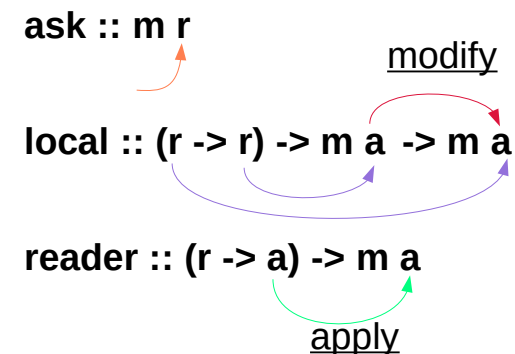 ask :: m r
modify
local :: (r -> r) -> m a -> m a
reader :: (r -> a) -> m a
apply